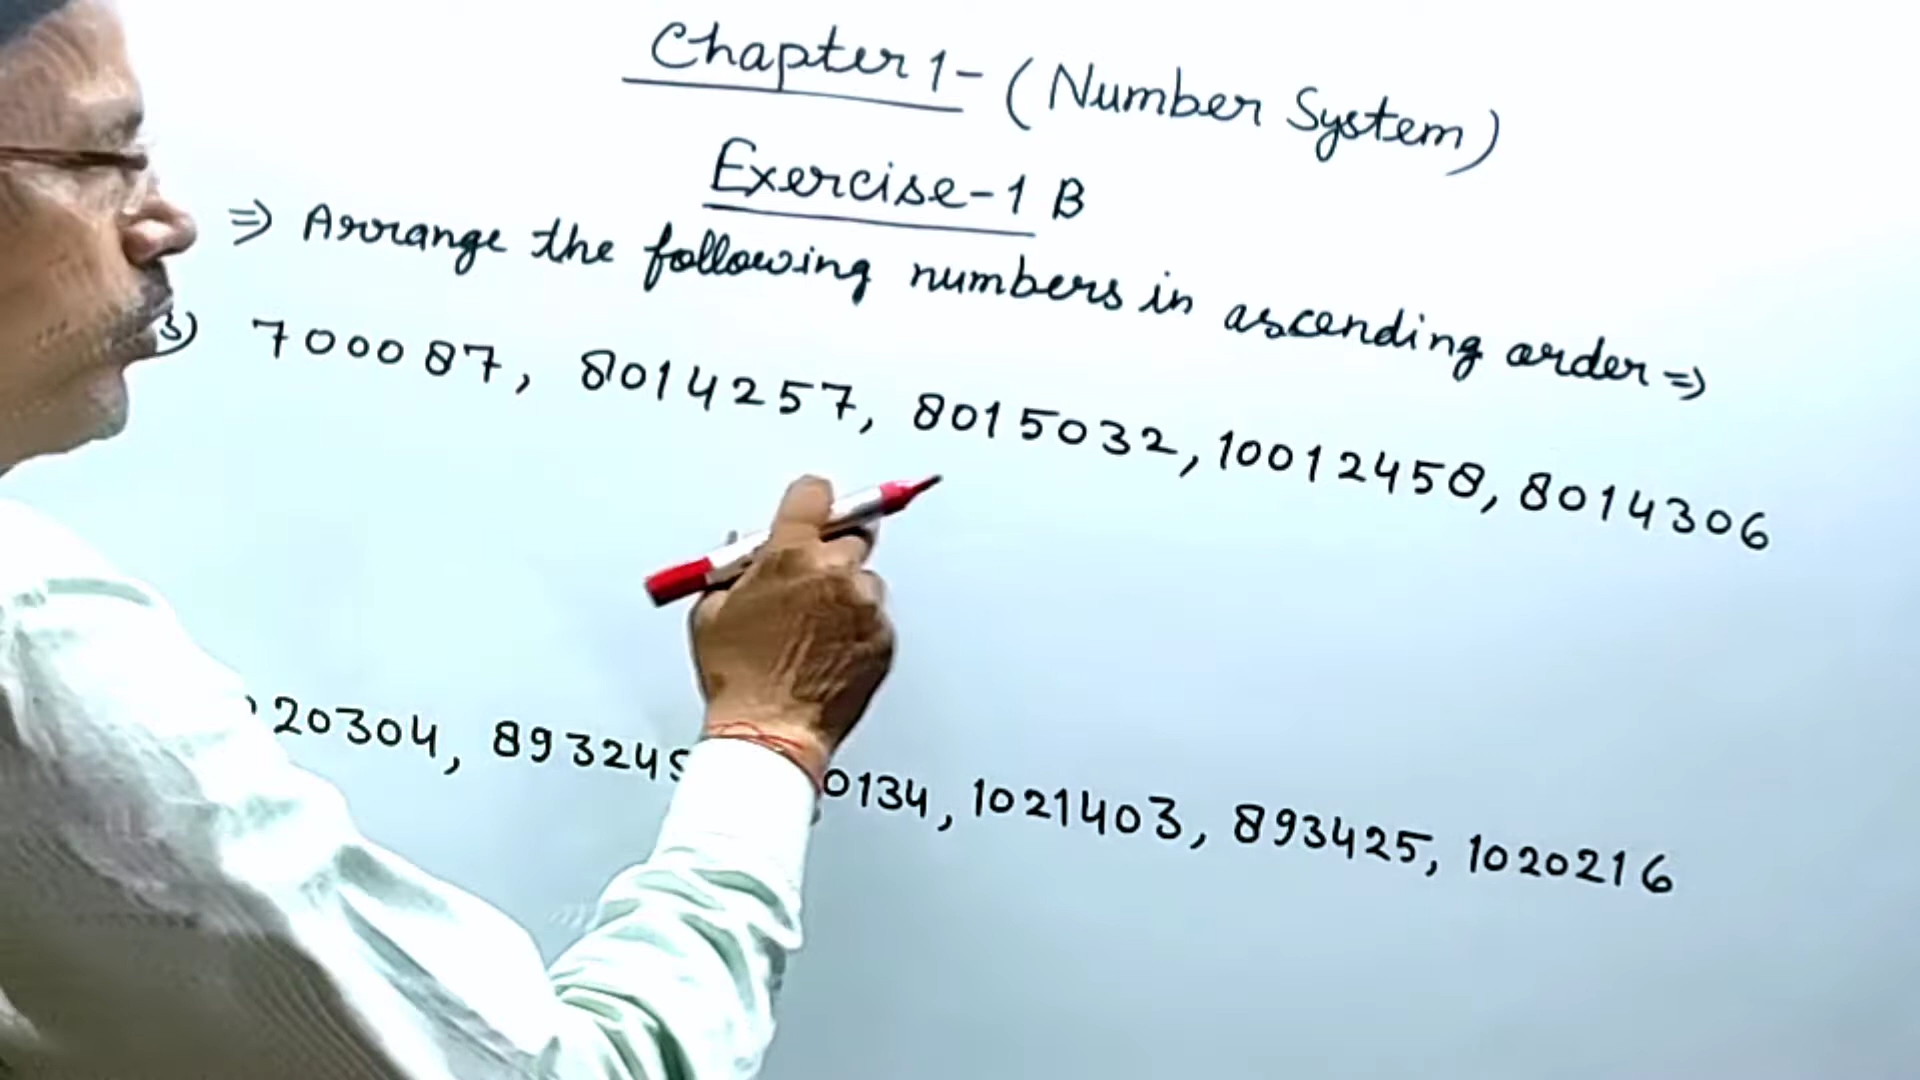 Chapter 1- (Number System)
Exercise-1 B
⇒ Arrange the following numbers in ascending order ⇒
3) 700087, 8014257, 8015032, 10012458, 8014306
20304, 89324 0134, 1021403, 893425, 1020216